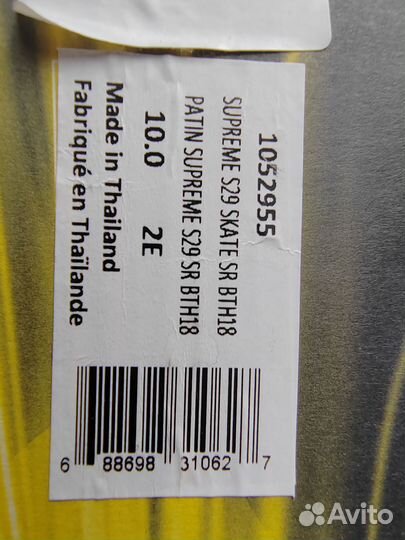 1052955
SUPREME S29 SKATE SR BTH18
PATIN SUPREME S29 SR BTH18
10.0 2E
Made in Thailand
Fabriqué en Thaïlande
6 88698 31062 7
Avito